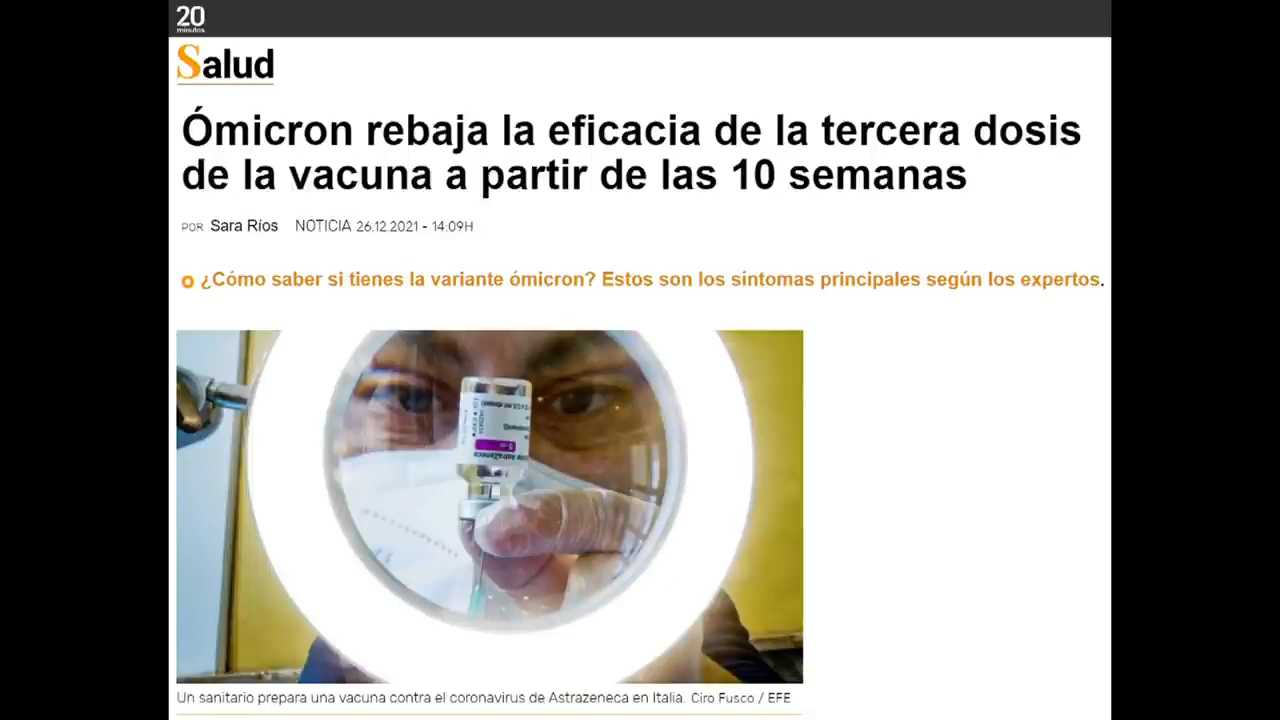 20
minutos
Salud
Ómicron rebaja la eficacia de la tercera dosis
de la vacuna a partir de las 10 semanas
POR Sara Ríos NOTICIA 26.12.2021 - 14:09H
¿Cómo saber si tienes la variante ómicron? Estos son los síntomas principales según los expertos.
AstraZeneca
Un sanitario prepara una vacuna contra el coronavirus de Astrazeneca en Italia. Ciro Fusco / EFE